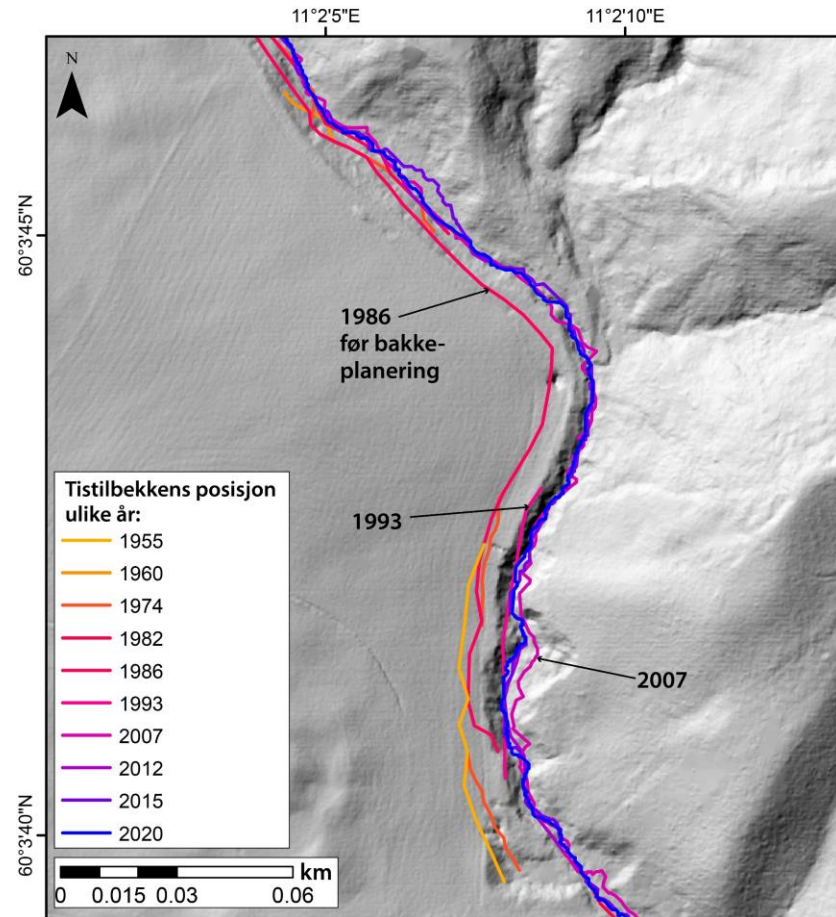 11°2'5"E
11°2'10"E
N
60°3'45"N
1986
før bakke-
planering
Tistilbekkens posisjon
ulike år:
1955
1960
1974
1982
1986
1993
2007
2012
2015
2020
1993
2007
60°3'40"N
km
0
0.015
0.03
0.06